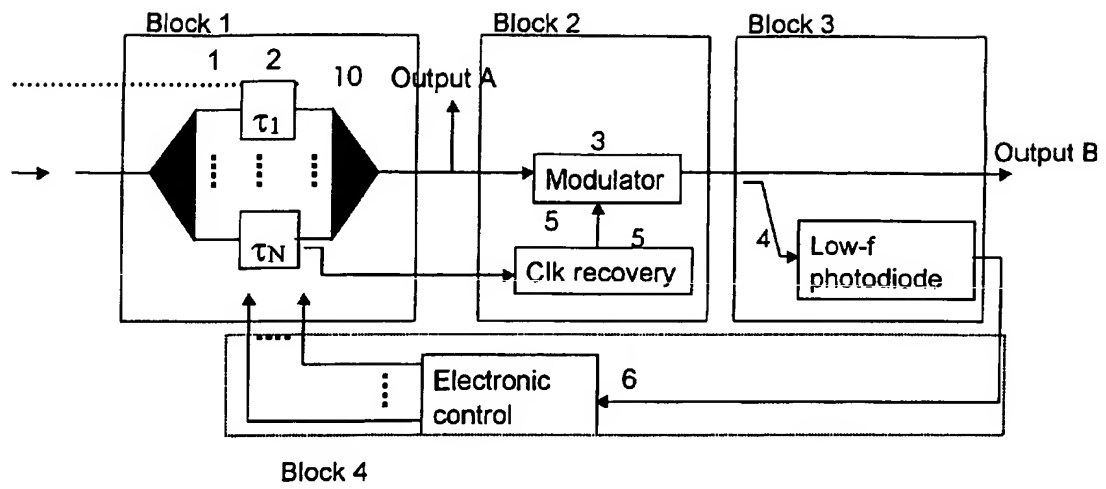 Block 1
Block 2
Block 3
1
2
10
Output A
τ1
3
Output B
Modulator
5
5
4
Low-f
photodiode
τN
Clk recovery
Electronic
control
6
Block 4